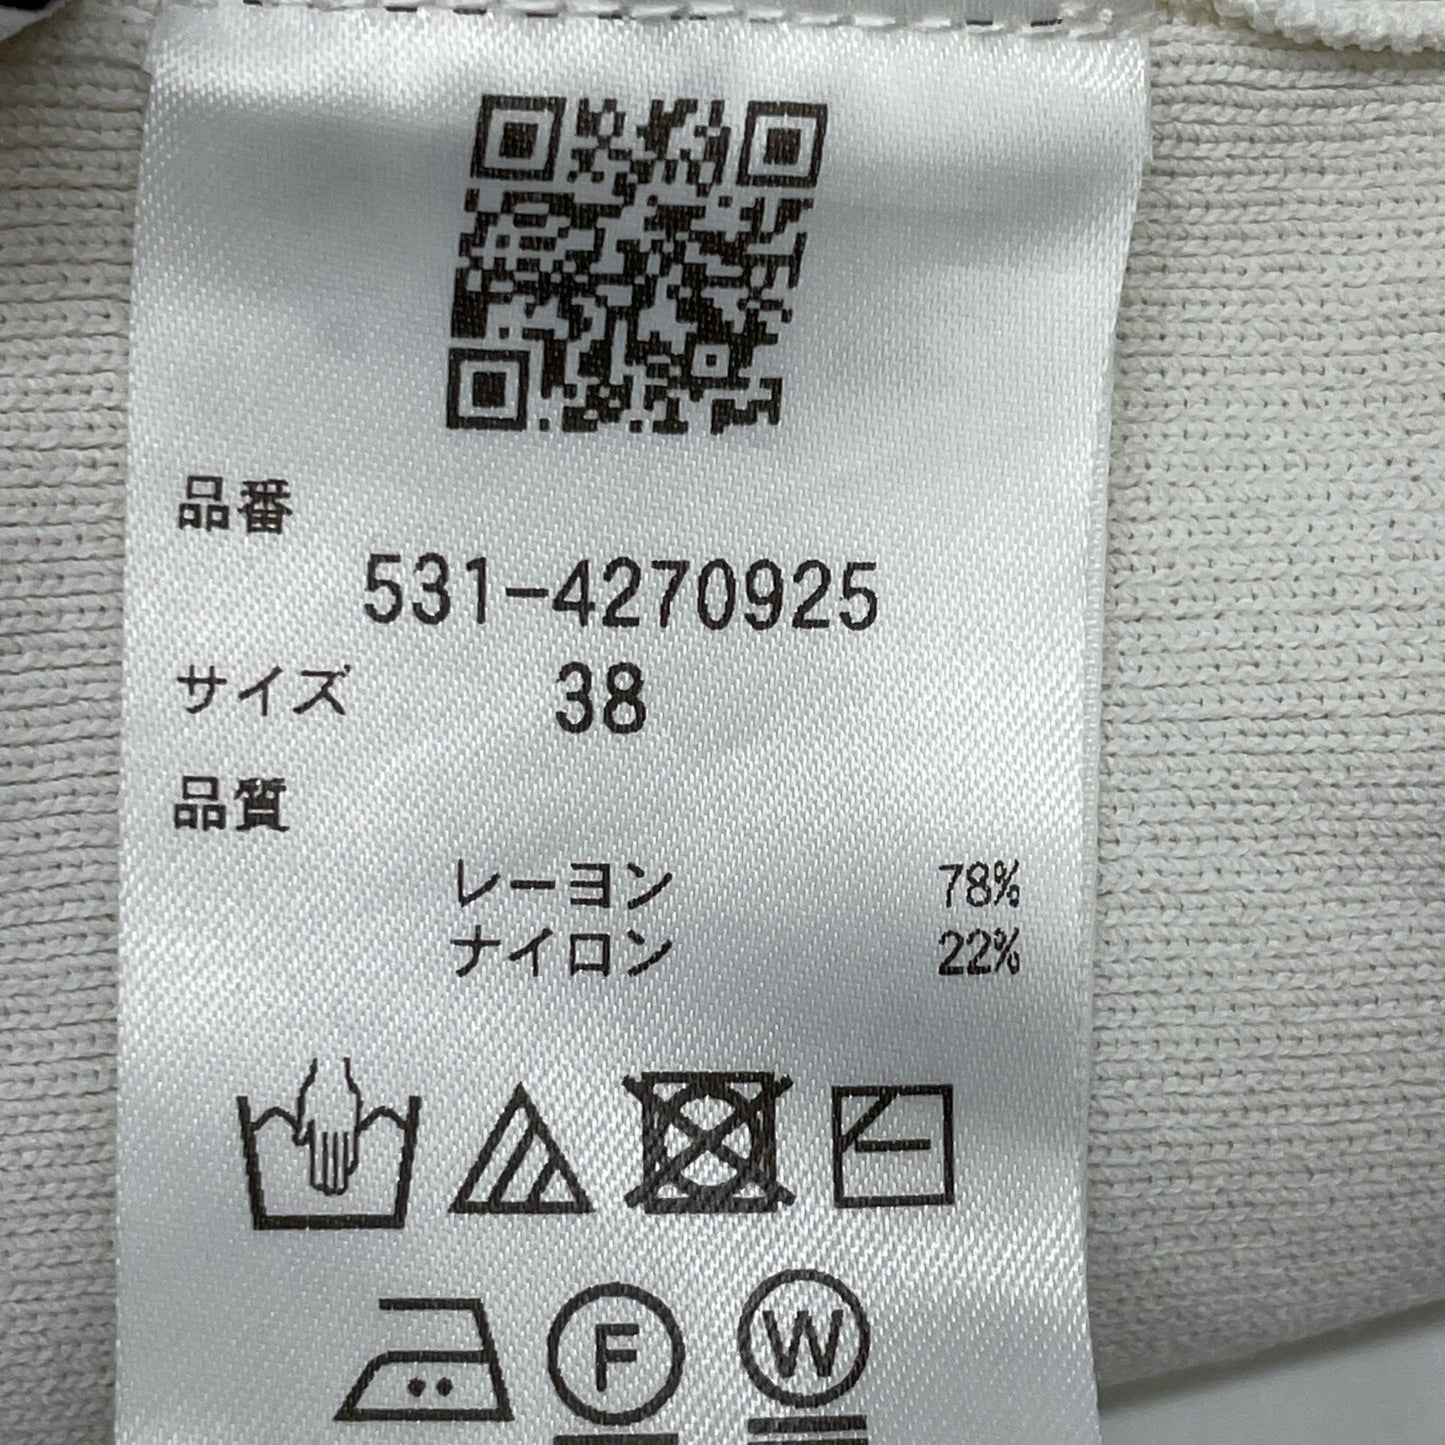 品番
531-4270925
サイズ 38
品質
レーヨン 78%
ナイロン 22%
F W